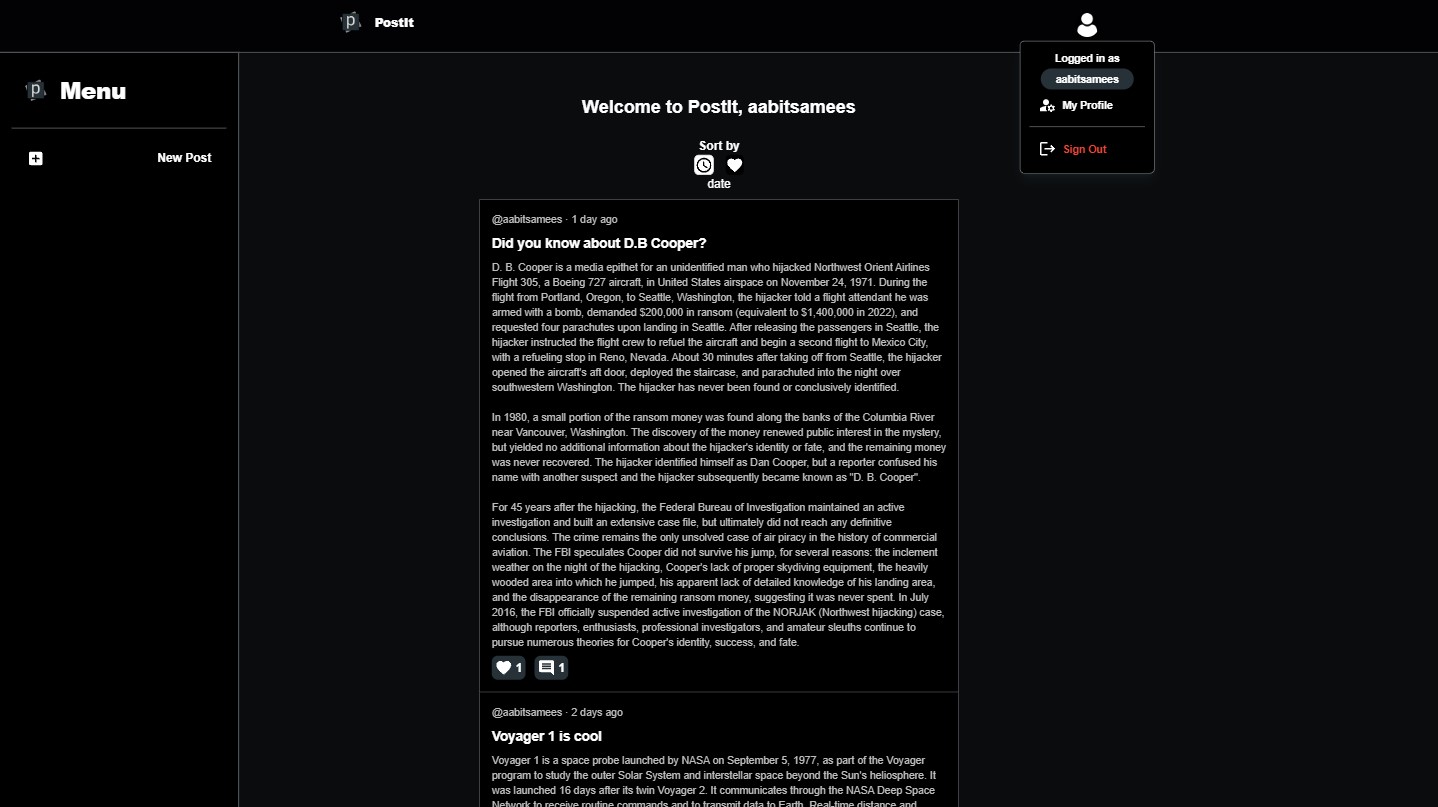 p PostIt
Logged in as
aabitsamees
My Profile
Sign Out
p Menu
New Post
Welcome to PostIt, aabitsamees
Sort by
date
@aabitsamees · 1 day ago
Did you know about D.B Cooper?
D. B. Cooper is a media epithet for an unidentified man who hijacked Northwest Orient Airlines
Flight 305, a Boeing 727 aircraft, in United States airspace on November 24, 1971. During the
flight from Portland, Oregon, to Seattle, Washington, the hijacker told a flight attendant he was
armed with a bomb, demanded $200,000 in ransom (equivalent to $1,400,000 in 2022), and
requested four parachutes upon landing in Seattle. After releasing the passengers in Seattle, the
hijacker instructed the flight crew to refuel the aircraft and begin a second flight to Mexico City,
with a refueling stop in Reno, Nevada. About 30 minutes after taking off from Seattle, the hijacker
opened the aircraft's aft door, deployed the staircase, and parachuted into the night over
southwestern Washington. The hijacker has never been found or conclusively identified.
In 1980, a small portion of the ransom money was found along the banks of the Columbia River
near Vancouver, Washington. The discovery of the money renewed public interest in the mystery,
but yielded no additional information about the hijacker's identity or fate, and the remaining money
was never recovered. The hijacker identified himself as Dan Cooper, but a reporter confused his
name with another suspect and the hijacker subsequently became known as "D. B. Cooper".
For 45 years after the hijacking, the Federal Bureau of Investigation maintained an active
investigation and built an extensive case file, but ultimately did not reach any definitive
conclusions. The crime remains the only unsolved case of air piracy in the history of commercial
aviation. The FBI speculates Cooper did not survive his jump, for several reasons: the inclement
weather on the night of the hijacking, Cooper's lack of proper skydiving equipment, the heavily
wooded area into which he jumped, his apparent lack of detailed knowledge of his landing area,
and the disappearance of the remaining ransom money, suggesting it was never spent. In July
2016, the FBI officially suspended active investigation of the NORJAK (Northwest hijacking) case,
although reporters, enthusiasts, professional investigators, and amateur sleuths continue to
pursue numerous theories for Cooper's identity, success, and fate.
1 1
@aabitsamees · 2 days ago
Voyager 1 is cool
Voyager 1 is a space probe launched by NASA on September 5, 1977, as part of the Voyager
program to study the outer Solar System and interstellar space beyond the Sun's heliosphere. It
was launched 16 days after its twin Voyager 2. It communicates through the NASA Deep Space
Network to receive routine commands and to transmit data to Earth. Real-time distance and